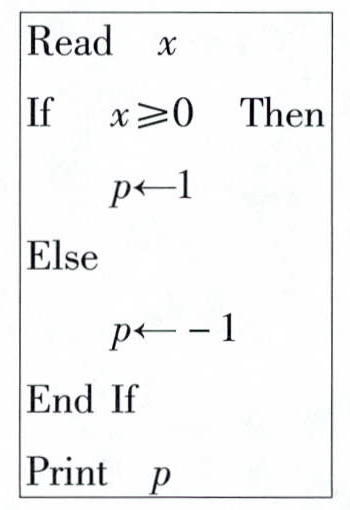 Read x
If x⩾0 Then
p←1
Else
p←－1
End If
Print p